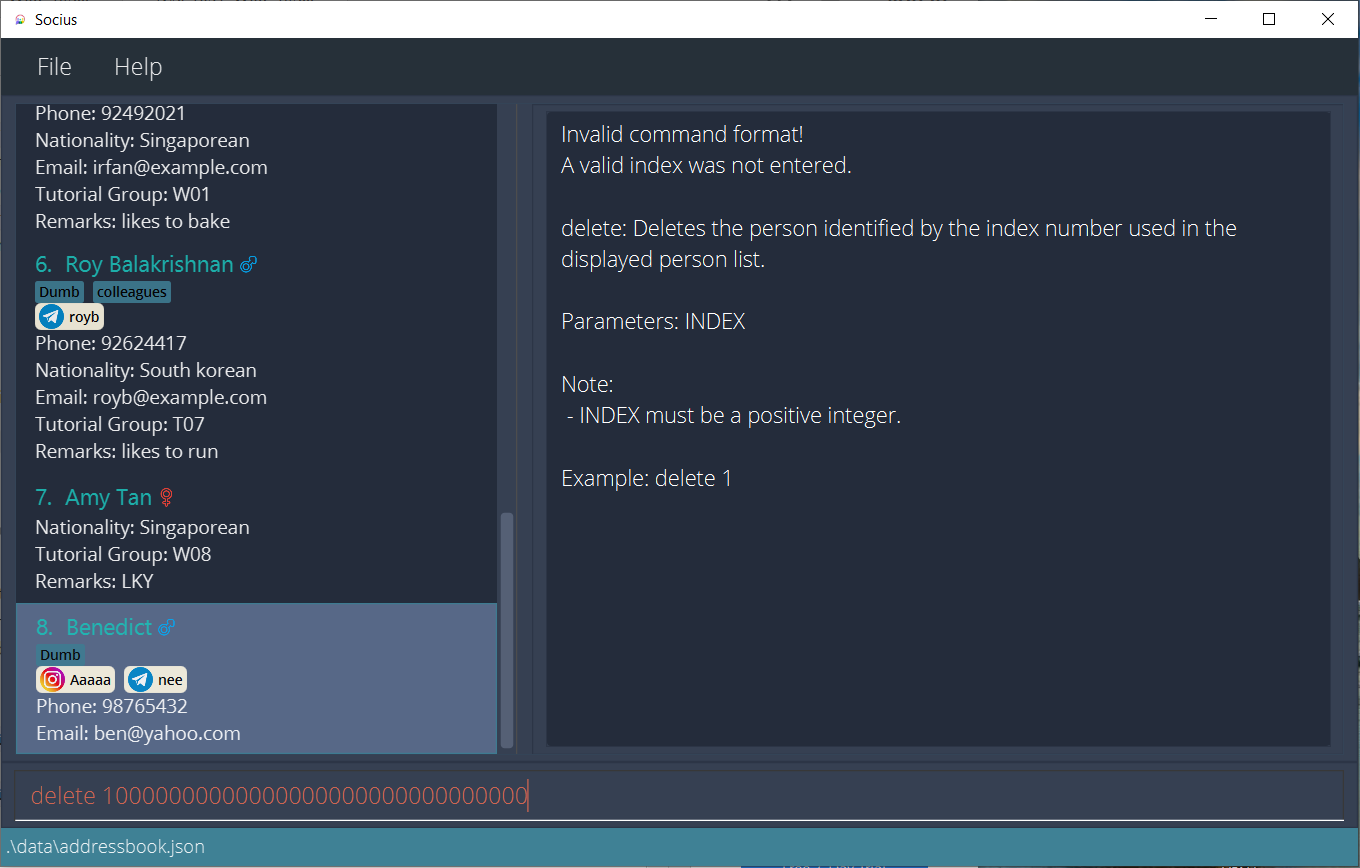 Socius
File Help
Phone: 92492021
Nationality: Singaporean
Email: irfan@example.com
Tutorial Group: W01
Remarks: likes to bake
6. Roy Balakrishnan
Dumb colleagues
royb
Phone: 92624417
Nationality: South korean
Email: royb@example.com
Tutorial Group: T07
Remarks: likes to run
7. Amy Tan
Nationality: Singaporean
Tutorial Group: W08
Remarks: LKY
8. Benedict
Dumb
Aaaaa nee
Phone: 98765432
Email: ben@yahoo.com
Invalid command format!
A valid index was not entered.
delete: Deletes the person identified by the index number used in the
displayed person list.
Parameters: INDEX
Note:
- INDEX must be a positive integer.
Example: delete 1
delete 10000000000000000000000000000000
.\data\addressbook.json